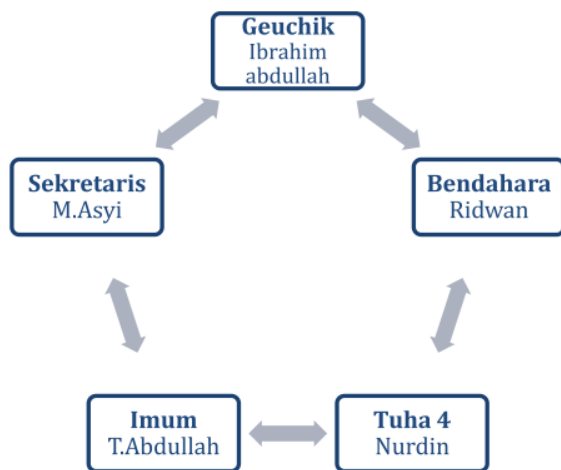 Geuchik
Ibrahim
abdullah
Sekretaris
M.Asyi
Bendahara
Ridwan
Imum
T.Abdullah
Tuha 4
Nurdin